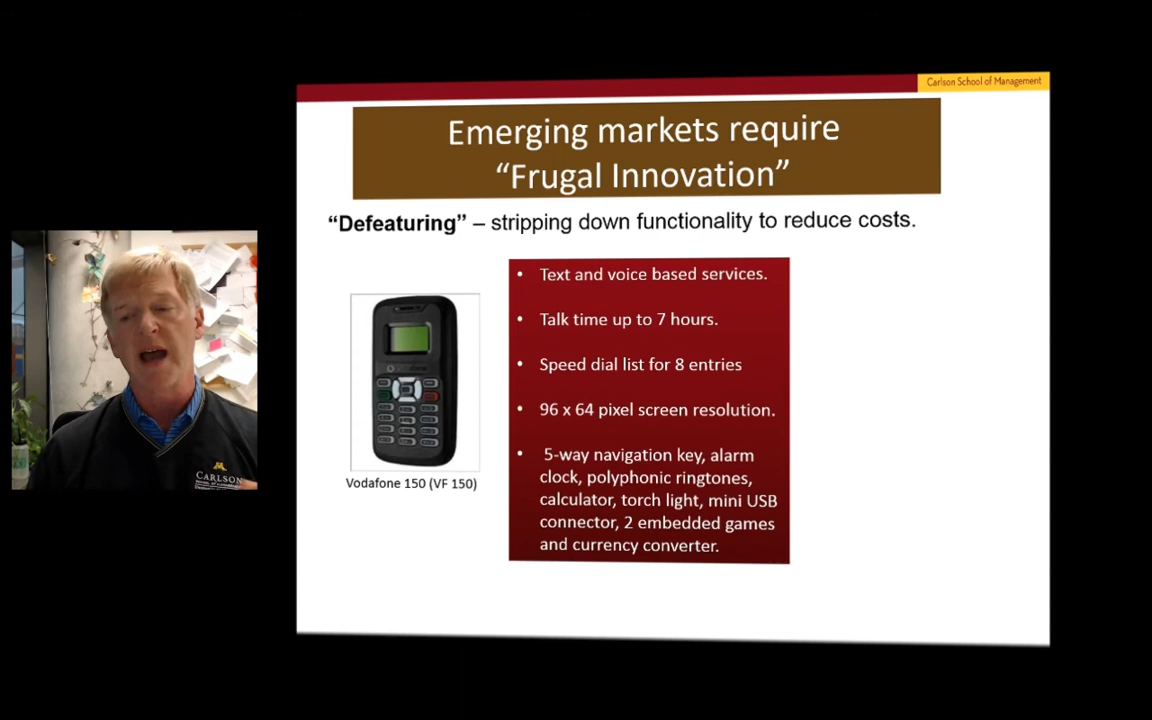 Carlson School of Management
Emerging markets require
“Frugal Innovation”
“Defeaturing” – stripping down functionality to reduce costs.
• Text and voice based services.
• Talk time up to 7 hours.
• Speed dial list for 8 entries
• 96 x 64 pixel screen resolution.
• 5-way navigation key, alarm
clock, polyphonic ringtones,
calculator, torch light, mini USB
connector, 2 embedded games
and currency converter.
Vodafone 150 (VF 150)
CARLSON